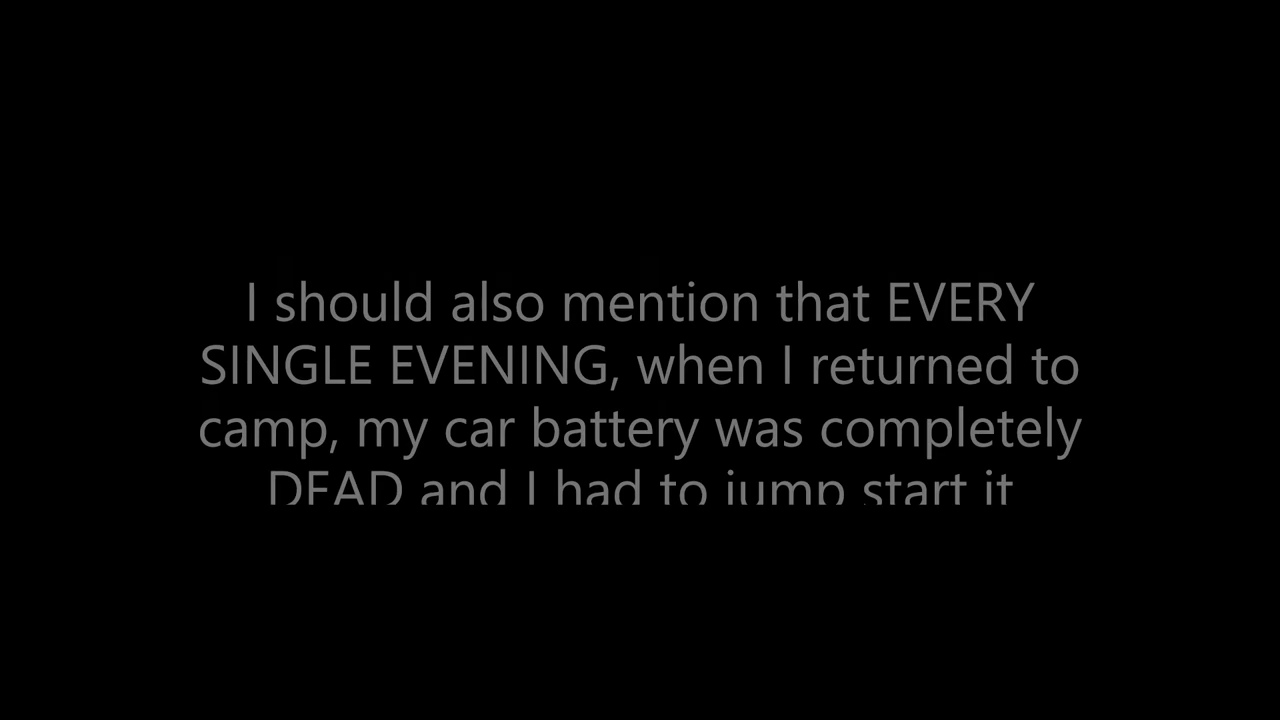 I should also mention that EVERY
SINGLE EVENING, when I returned to
camp, my car battery was completely
DEAD and I had to jump start it